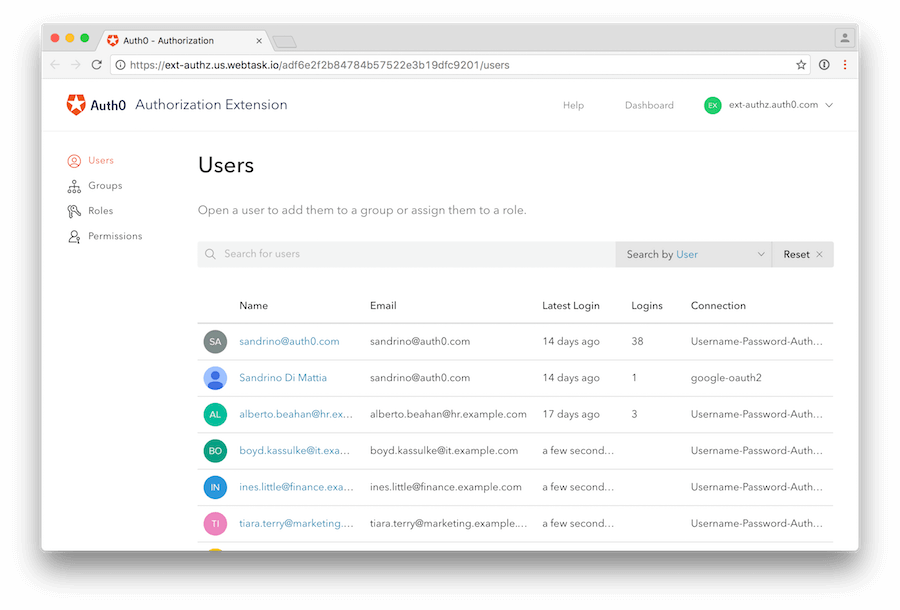 Auth0 - Authorization
https://ext-authz.us.webtask.io/adf6e2f2b84784b57522e3b19dfc9201/users
Auth0 Authorization Extension
Help Dashboard EX ext-authz.auth0.com
Users
Groups
Roles
Permissions
Users
Open a user to add them to a group or assign them to a role.
Search for users Search by User Reset
Name Email Latest Login Logins Connection
SA sandrino@auth0.com sandrino@auth0.com 14 days ago 38 Username-Password-Auth...
Sandrino Di Mattia sandrino@auth0.com 14 days ago 1 google-oauth2
AL alberto.beahan@hr.ex... alberto.beahan@hr.example.com 17 days ago 3 Username-Password-Auth...
BO boyd.kassulke@it.exa... boyd.kassulke@it.example.com a few second... Username-Password-Auth...
IN ines.little@finance.exa... ines.little@finance.example.com a few second... Username-Password-Auth...
TI tiara.terry@marketing.... tiara.terry@marketing.example.... a few second... Username-Password-Auth...